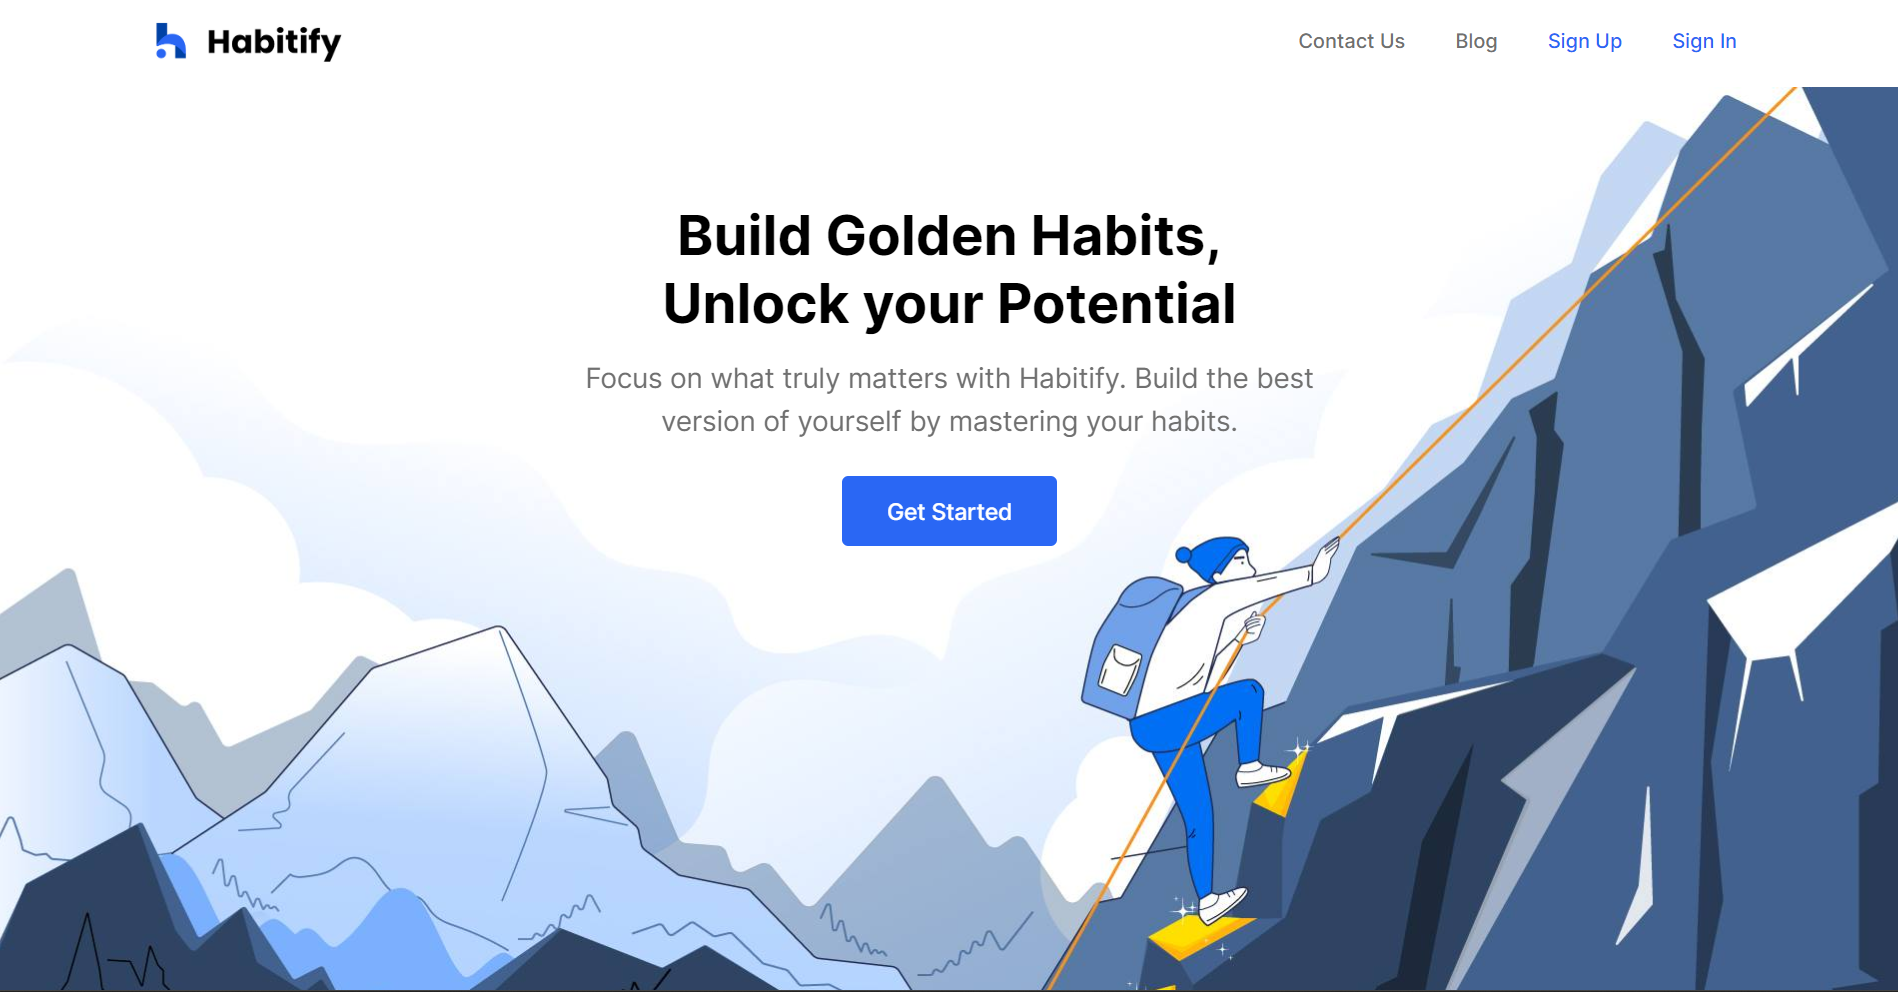 Habitify
Contact Us
Blog
Sign Up
Sign In
Build Golden Habits,
Unlock your Potential
Focus on what truly matters with Habitify. Build the best
version of yourself by mastering your habits.
Get Started